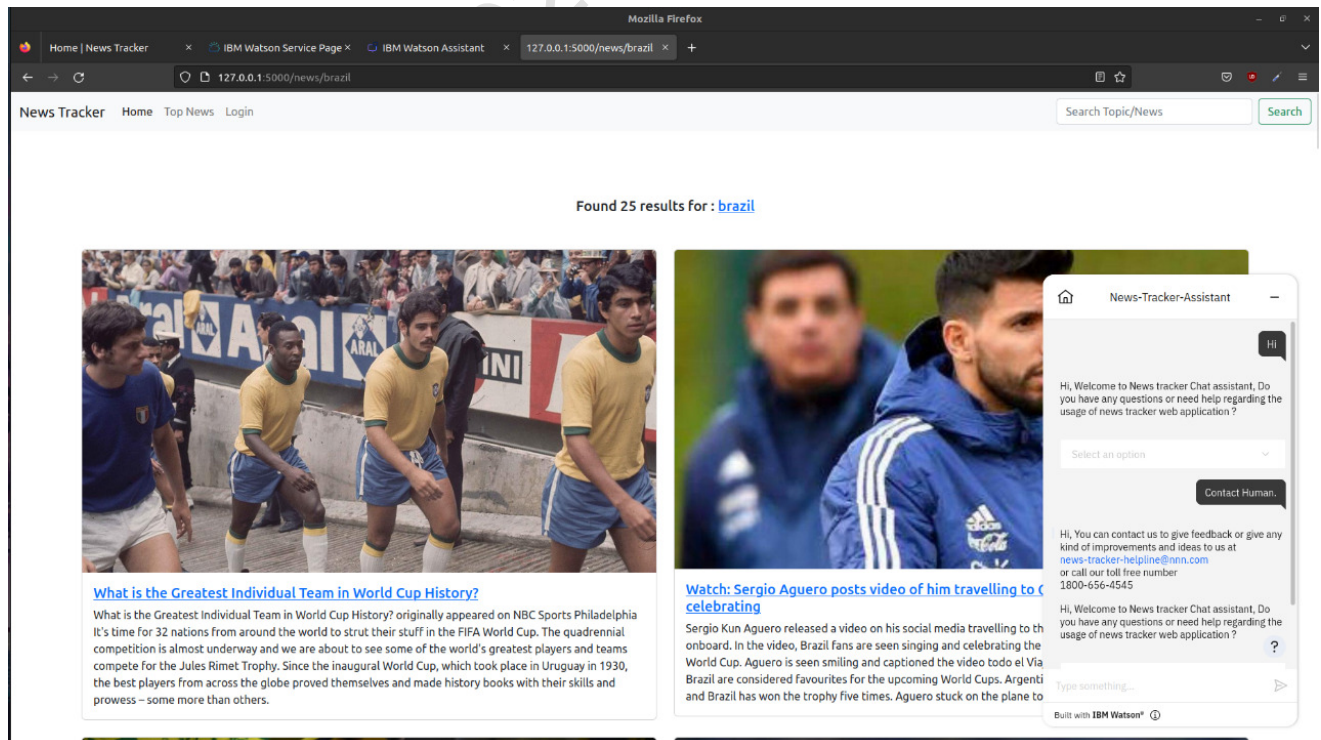 Mozilla Firefox
Home | News Tracker
IBM Watson Service Page
IBM Watson Assistant
127.0.0.1:5000/news/brazil
127.0.0.1:5000/news/brazil
News Tracker Home Top News Login
Search Topic/News
Search
Found 25 results for : brazil
ARAL
ARAL
INI
What is the Greatest Individual Team in World Cup History?
What is the Greatest Individual Team in World Cup History? originally appeared on NBC Sports Philadelphia
It's time for 32 nations from around the world to strut their stuff in the FIFA World Cup. The quadrennial
competition is almost underway and we are about to see some of the world's greatest players and teams
compete for the Jules Rimet Trophy. Since the inaugural World Cup, which took place in Uruguay in 1930,
the best players from across the globe proved themselves and made history books with their skills and
prowess – some more than others.
adidas
Watch: Sergio Aguero posts video of him travelling to
celebrating
Sergio Kun Aguero released a video on his social media travelling to th
onboard. In the video, Brazil fans are seen singing and celebrating the
World Cup. Aguero is seen smiling and captioned the video todo el Via
Brazil are considered favourites for the upcoming World Cups. Argenti
and Brazil has won the trophy five times. Aguero stuck on the plane to
News-Tracker-Assistant
Hi
Hi, Welcome to News tracker Chat assistant, Do
you have any questions or need help regarding the
usage of news tracker web application ?
Select an option
Contact Human.
Hi, You can contact us to give feedback or give any
kind of improvements and ideas to us at
news-tracker-helpline@nnn.com
or call our toll free number
1800-656-4545
Hi, Welcome to News tracker Chat assistant, Do
you have any questions or need help regarding the
usage of news tracker web application ?
?
Type something...
Built with IBM Watson®